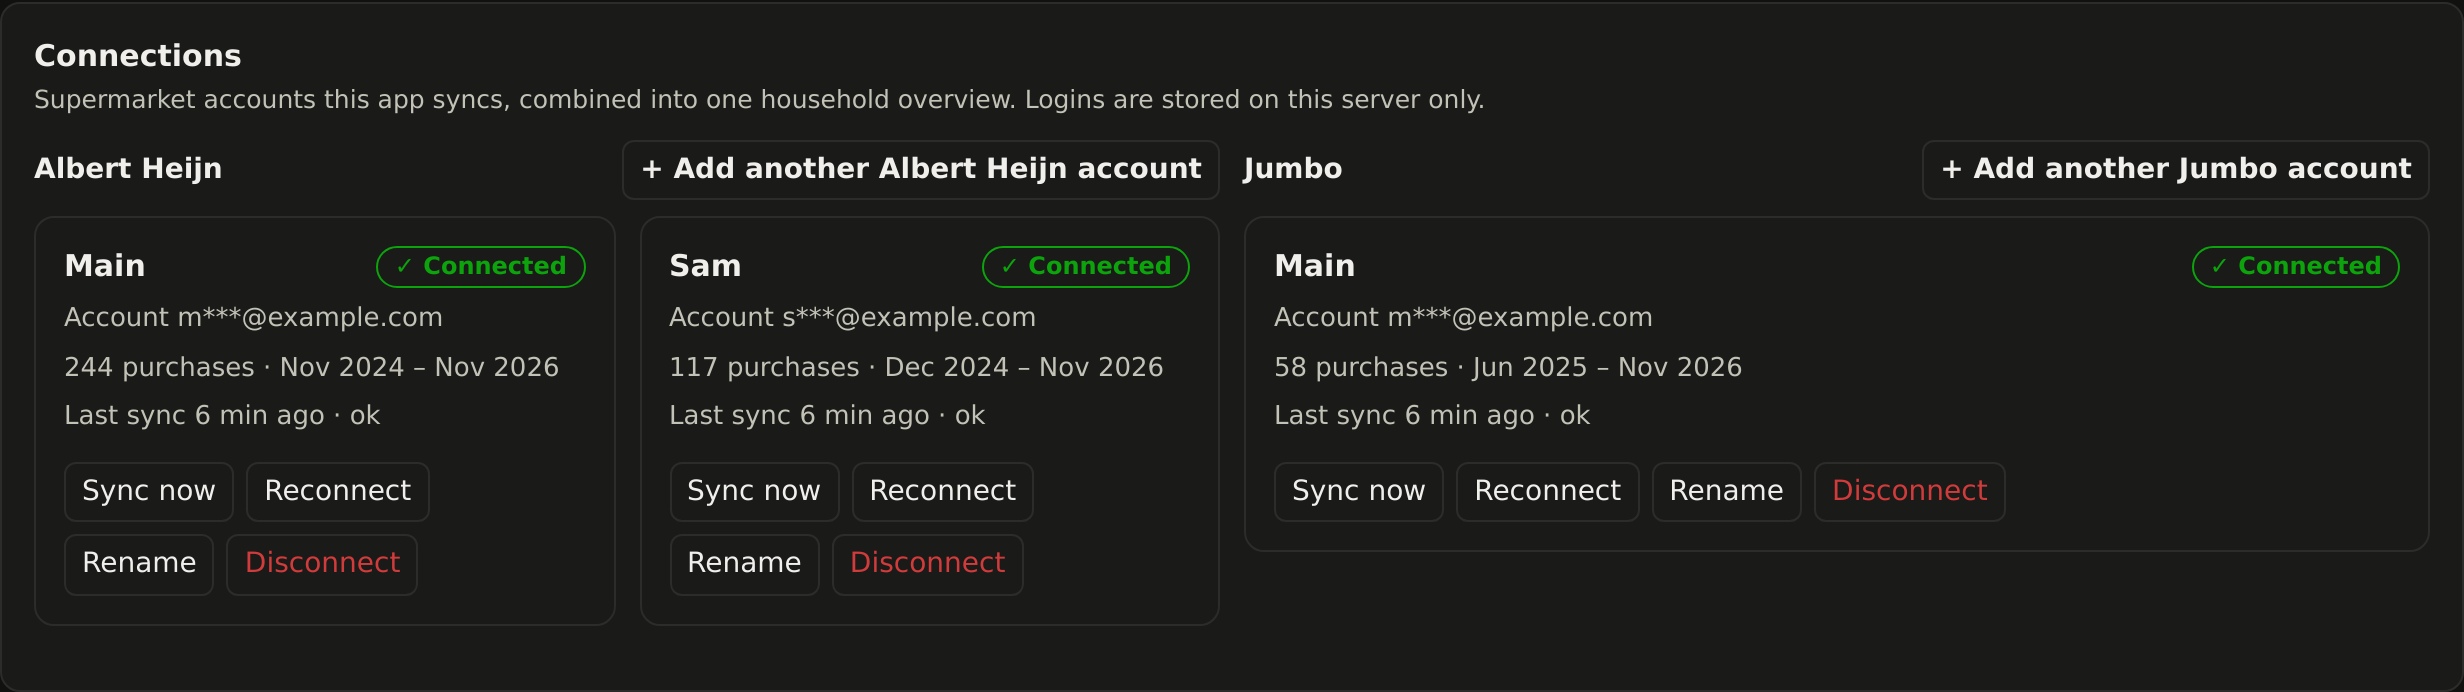 Connections
Supermarket accounts this app syncs, combined into one household overview. Logins are stored on this server only.
Albert Heijn
+ Add another Albert Heijn account
Main
✓ Connected
Account m***@example.com
244 purchases · Nov 2024 – Nov 2026
Last sync 6 min ago · ok
Sync now
Reconnect
Rename
Disconnect
Sam
✓ Connected
Account s***@example.com
117 purchases · Dec 2024 – Nov 2026
Last sync 6 min ago · ok
Sync now
Reconnect
Rename
Disconnect
Jumbo
+ Add another Jumbo account
Main
✓ Connected
Account m***@example.com
58 purchases · Jun 2025 – Nov 2026
Last sync 6 min ago · ok
Sync now
Reconnect
Rename
Disconnect